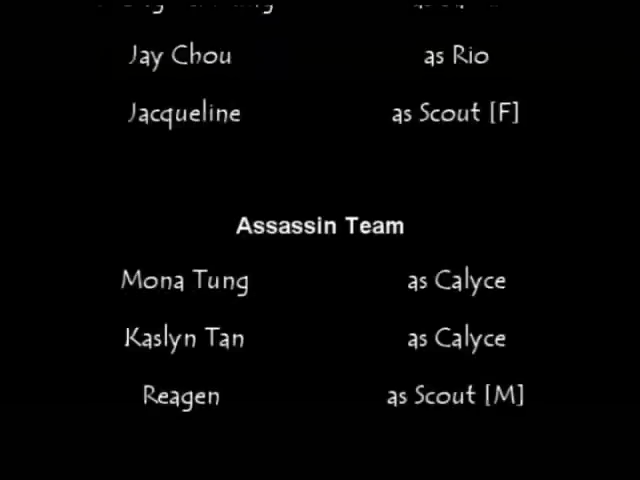 Jay Chou as Rio
Jacqueline as Scout [F]
Assassin Team
Mona Tung as Calyce
Kaslyn Tan as Calyce
Reagen as Scout [M]